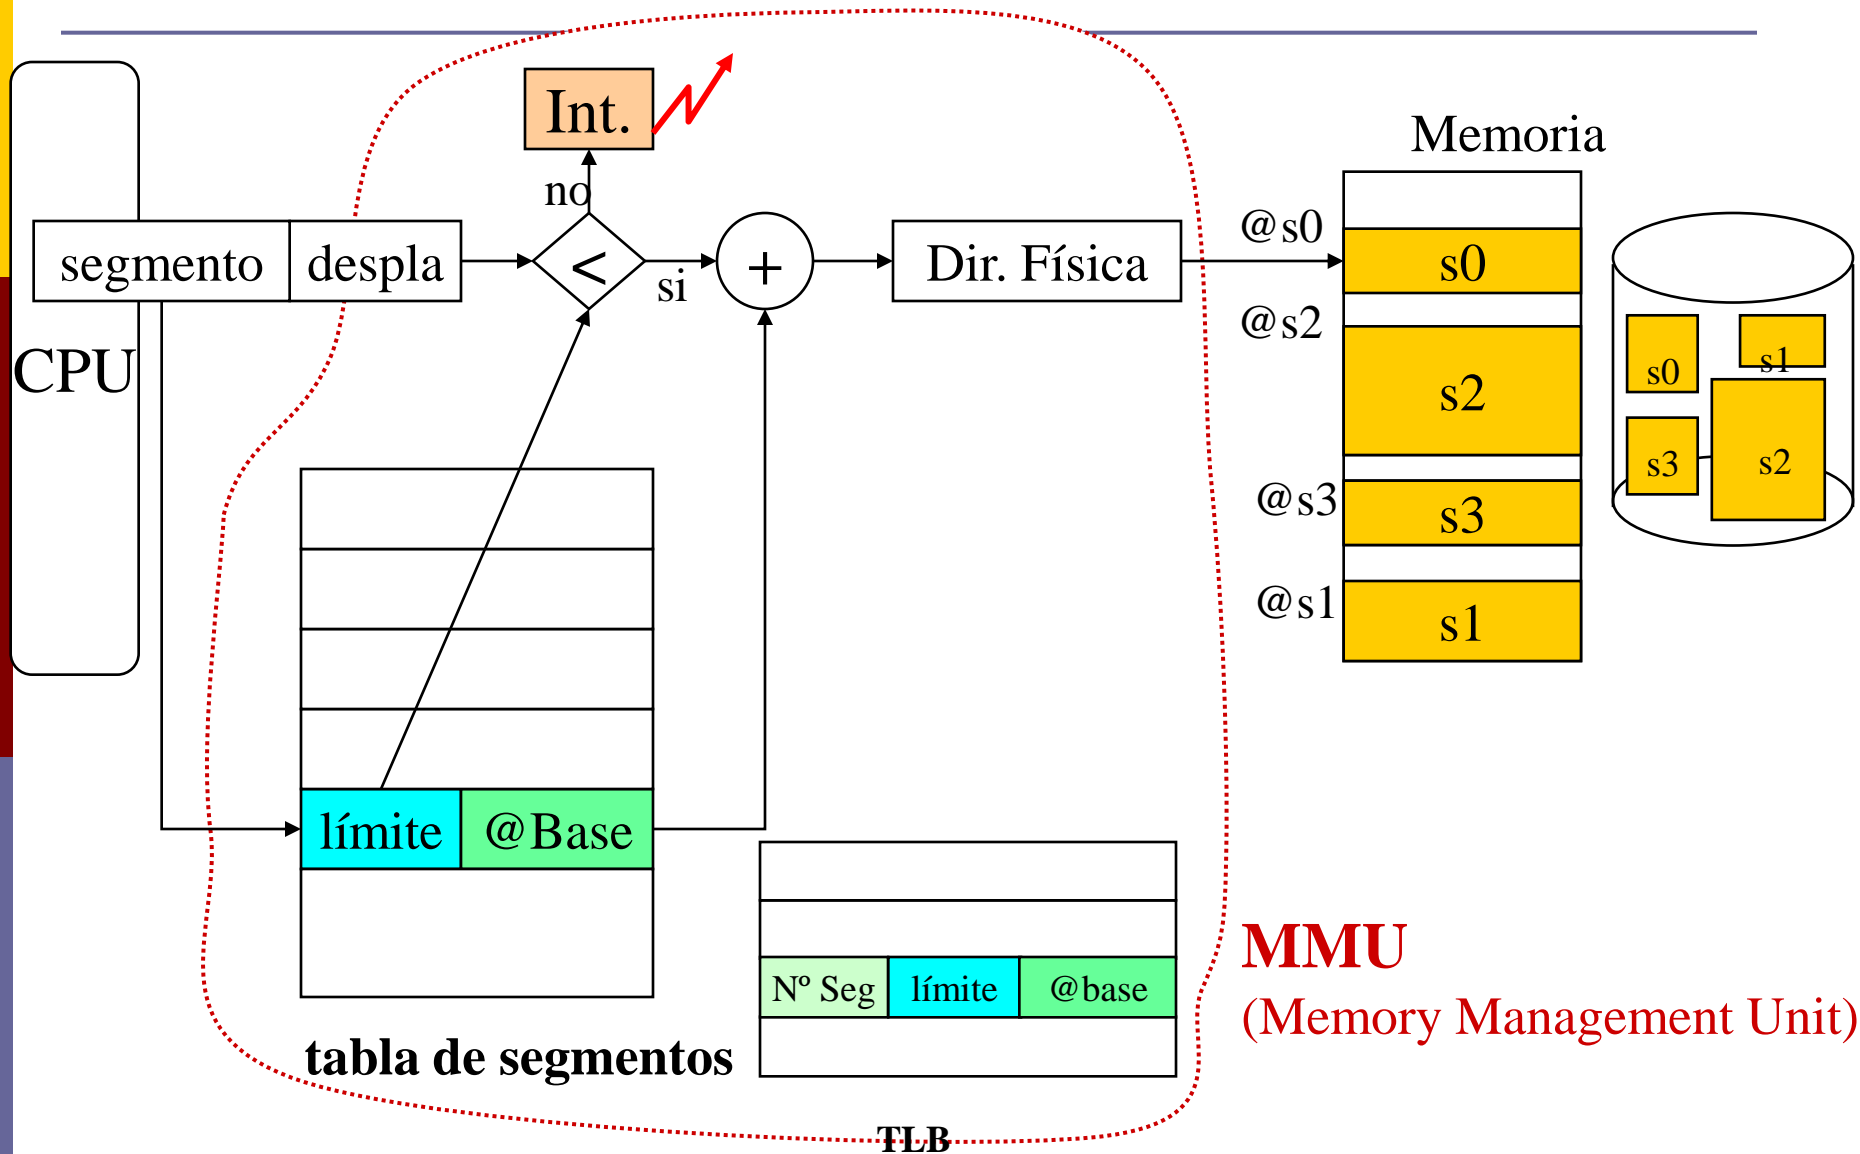 Int.
Memoria
no
@s0
segmento
despla
<
si
+
Dir. Física
s0
@s2
CPU
s2
@s3
s3
@s1
s1
s0
s1
s3
s2
límite
@Base
Nº Seg
límite
@base
MMU
(Memory Management Unit)
tabla de segmentos
TLB